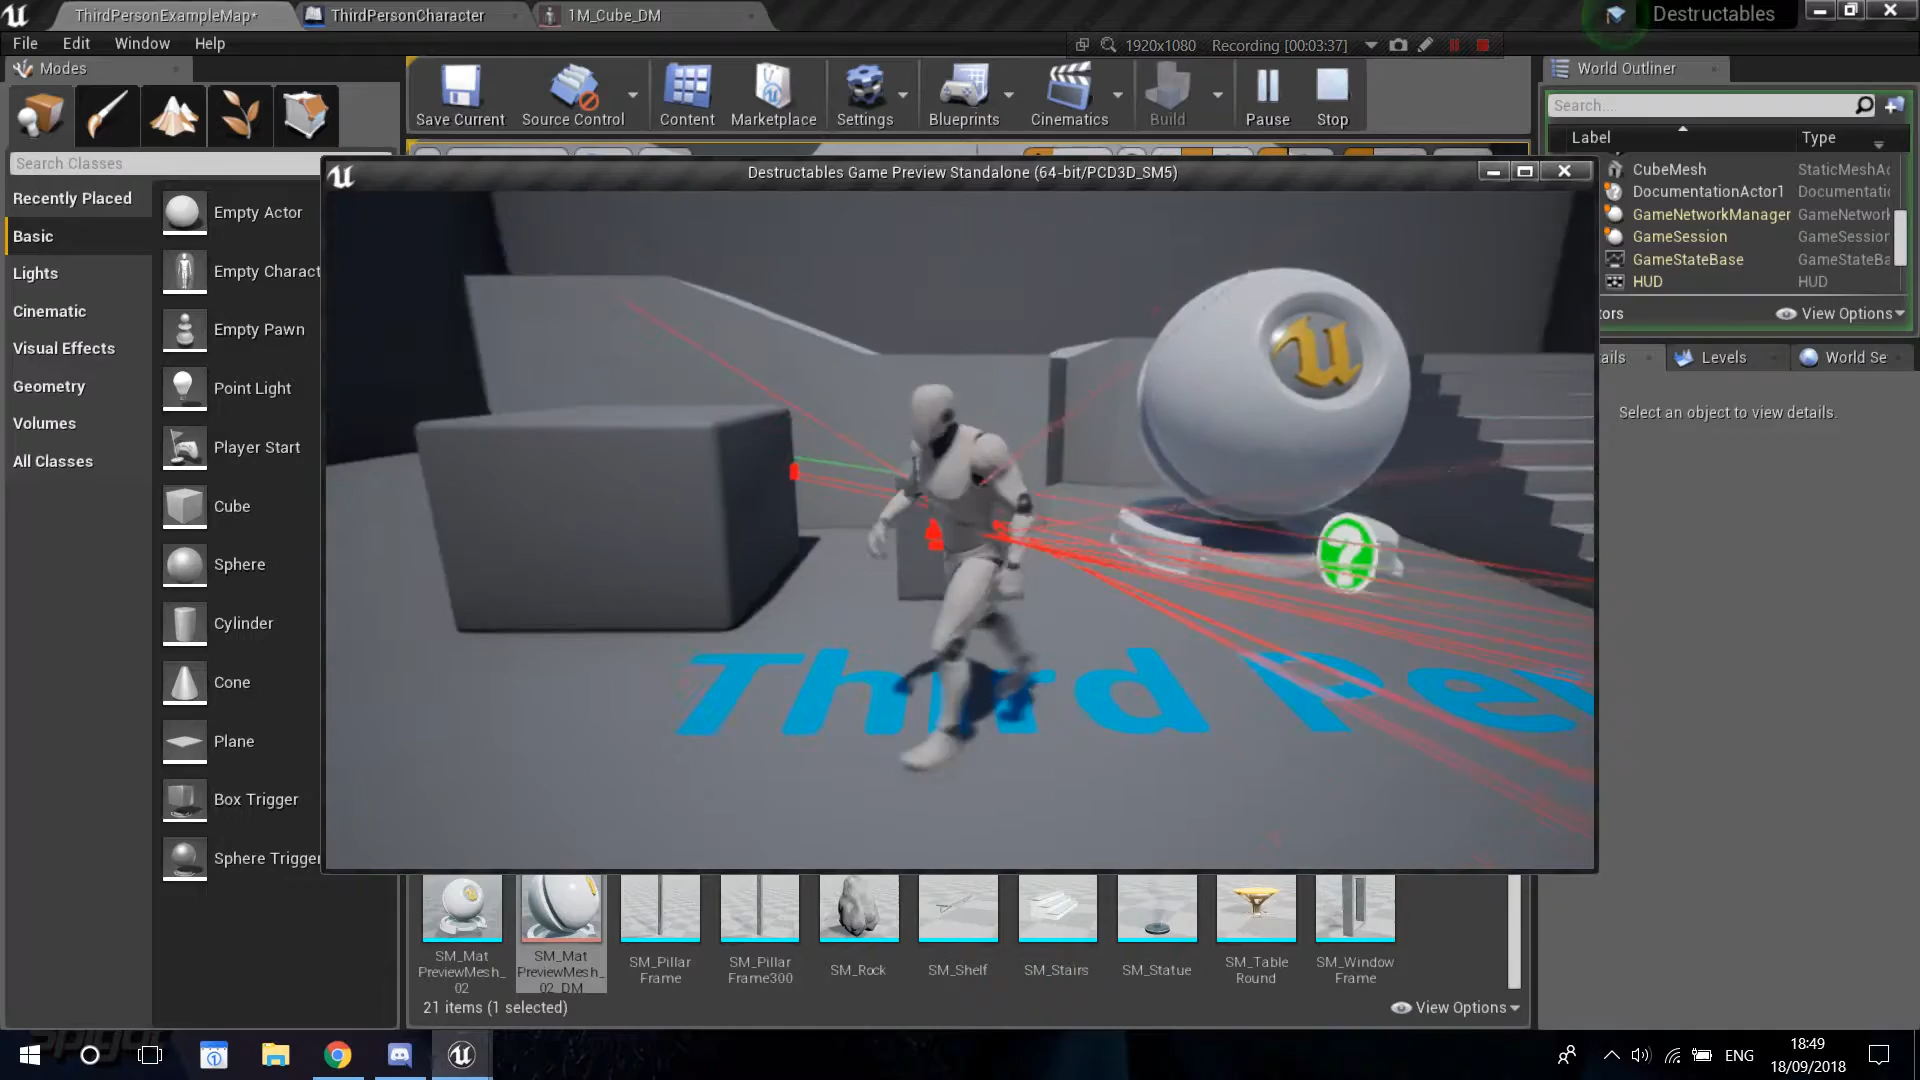 ThirdPersonExampleMap*
ThirdPersonCharacter
1M_Cube_DM
Destructables
File Edit Window Help
1920x1080 Recording [00:03:37]
Modes
World Outliner
Save Current
Source Control
Content
Marketplace
Settings
Blueprints
Cinematics
Build
Pause
Stop
Search...
Label Type
Search Classes
Destructables Game Preview Standalone (64-bit/PCD3D_SM5)
CubeMesh StaticMeshAc
DocumentationActor1 Documentatio
GameNetworkManager GameNetwork
GameSession GameSession
GameStateBase GameStateBa
HUD HUD
tors View Options
Recently Placed
Basic
Lights
Cinematic
Visual Effects
Geometry
Volumes
All Classes
Empty Actor
Empty Charact
Empty Pawn
Point Light
Player Start
Cube
Sphere
Cylinder
Cone
Plane
Box Trigger
Sphere Trigger
ails Levels World Se
Select an object to view details.
?
Third Per
SM_Mat
PreviewMesh_
02
SM_Mat
PreviewMesh_
02_DM
SM_Pillar
Frame
SM_Pillar
Frame300
SM_Rock
SM_Shelf
SM_Stairs
SM_Statue
SM_Table
Round
SM_Window
Frame
21 items (1 selected)
View Options
ENG
18:49
18/09/2018